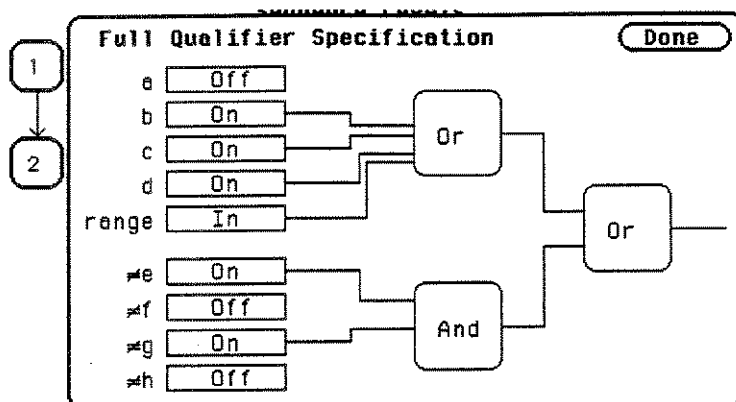 Full Qualifier Specification Done
1
2
a Off
b On
c On
d On
range In
Or
Or
≠e On
≠f Off
≠g On
≠h Off
And